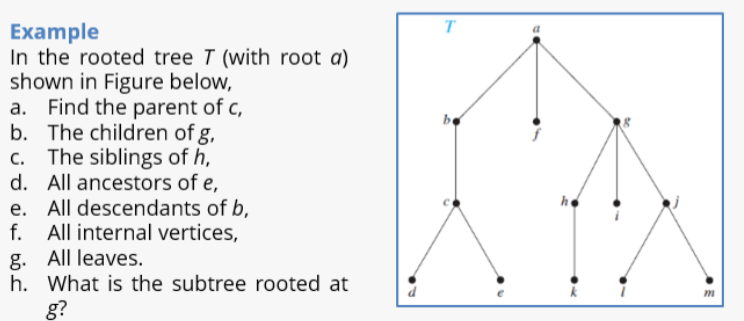 Example
In the rooted tree T (with root a)
shown in Figure below,
a. Find the parent of c,
b. The children of g,
c. The siblings of h,
d. All ancestors of e,
e. All descendants of b,
f. All internal vertices,
g. All leaves.
h. What is the subtree rooted at
g?
T
a
b
f
g
c
h
i
j
d
e
k
l
m